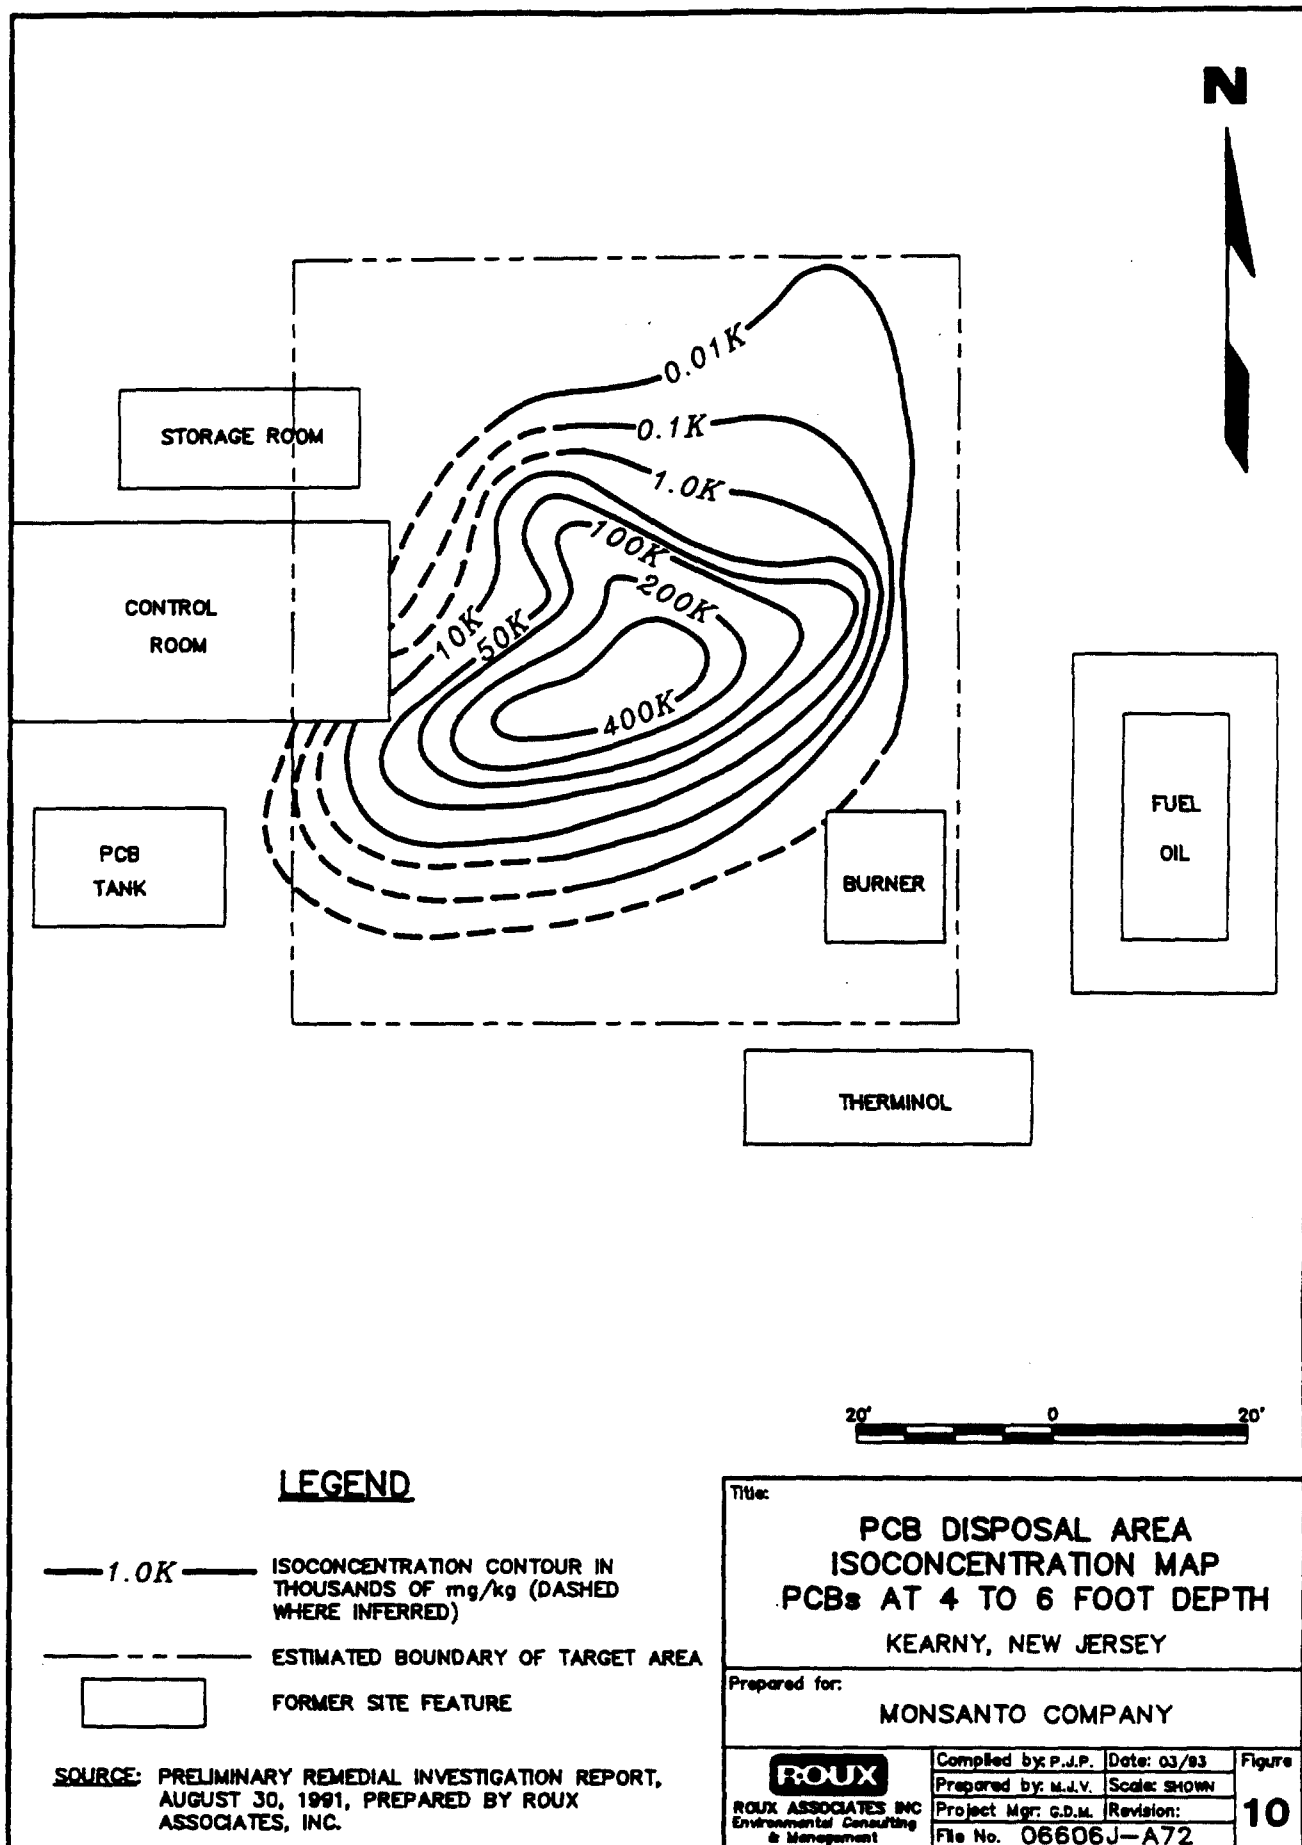 N
0.01K
STORAGE ROOM
0.1K
1.0K
100K
200K
CONTROL
ROOM
10K
50K
400K
PCB
TANK
BURNER
FUEL
OIL
THERMINOL
20' 0 20'
LEGEND
1.0K ISOCONCENTRATION CONTOUR IN
THOUSANDS OF mg/kg (DASHED
WHERE INFERRED)
ESTIMATED BOUNDARY OF TARGET AREA
FORMER SITE FEATURE
SOURCE: PRELIMINARY REMEDIAL INVESTIGATION REPORT,
AUGUST 30, 1991, PREPARED BY ROUX
ASSOCIATES, INC.
Title:
PCB DISPOSAL AREA
ISOCONCENTRATION MAP
PCBs AT 4 TO 6 FOOT DEPTH
KEARNY, NEW JERSEY
Prepared for:
MONSANTO COMPANY
ROUX
ROUX ASSOCIATES INC
Environmental Consulting
& Management
Compiled by: P.J.P. Date: 03/93
Prepared by: M.J.V. Scale: SHOWN
Project Mgr: G.D.M. Revision:
File No. 06606J-A72
Figure
10